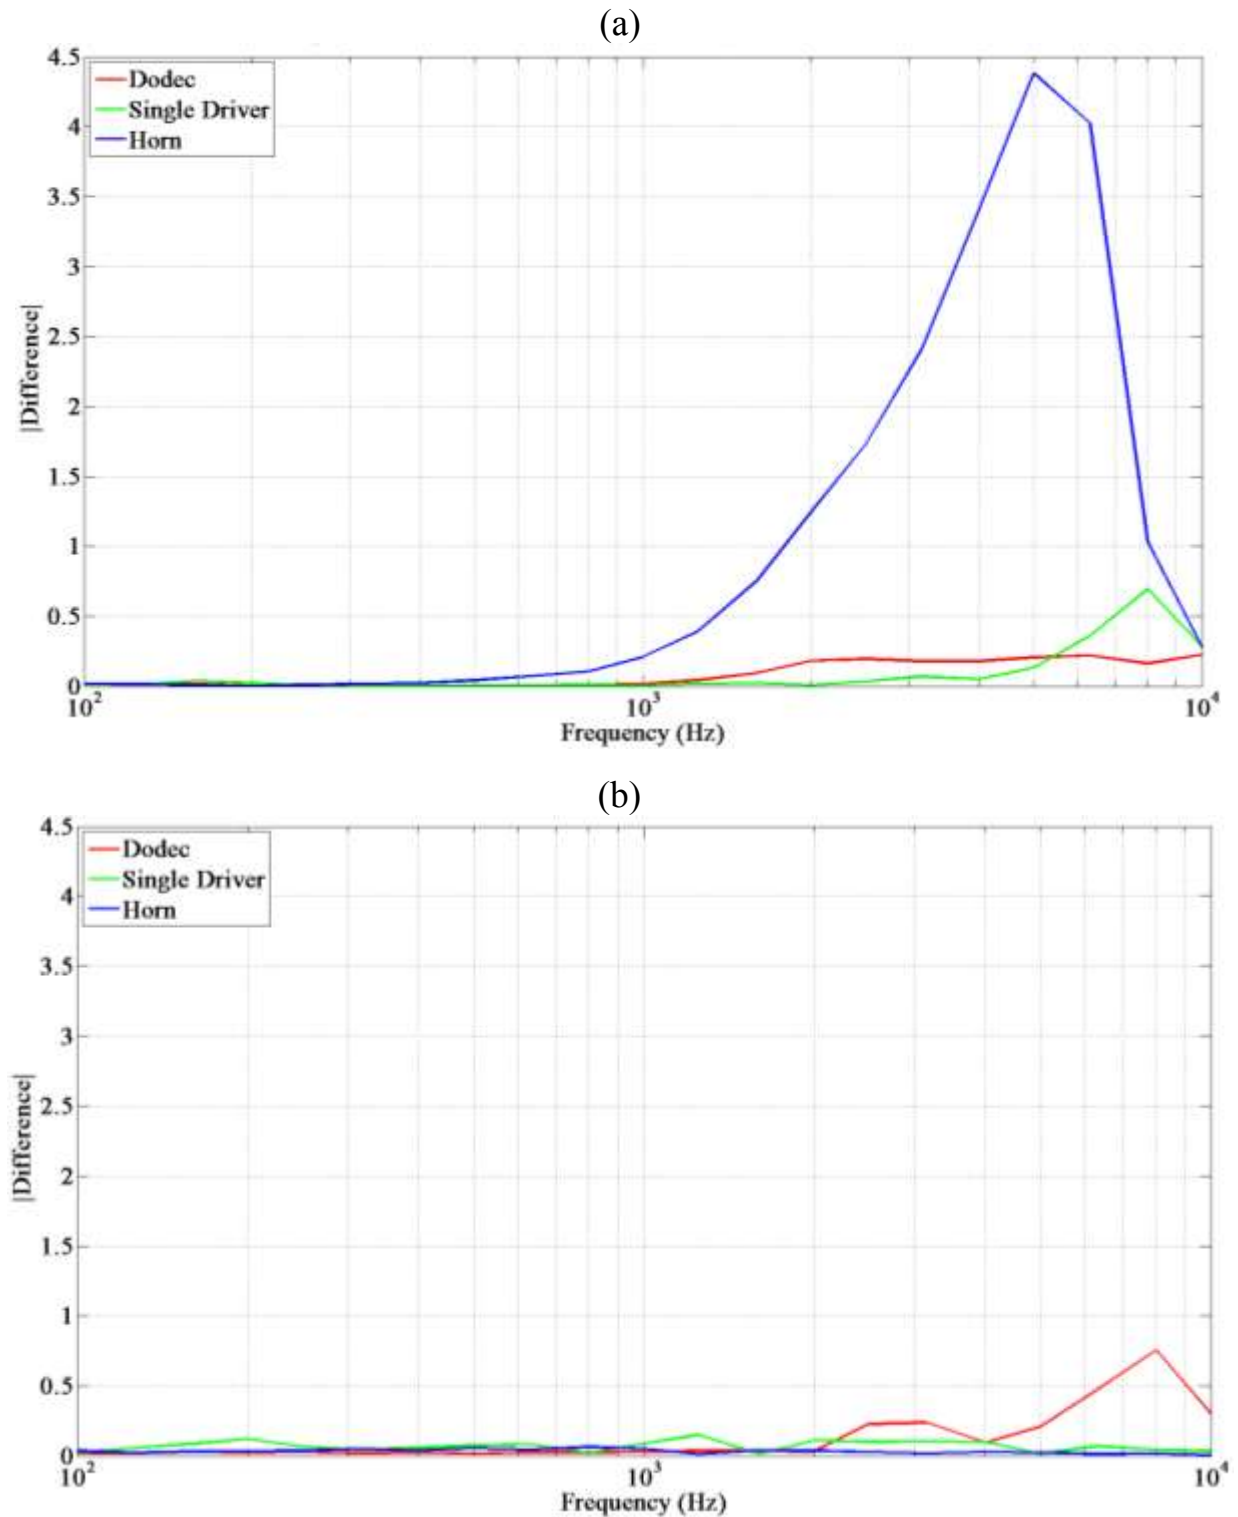 (a)
4.5
4
3.5
3
2.5
2
1.5
1
0.5
0
|Difference|
Dodec
Single Driver
Horn
10²
10³
10⁴
Frequency (Hz)
(b)
4.5
4
3.5
3
2.5
2
1.5
1
0.5
0
|Difference|
Dodec
Single Driver
Horn
10²
10³
10⁴
Frequency (Hz)